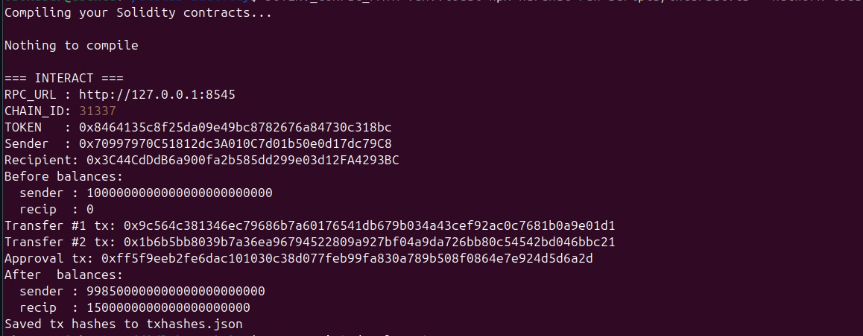 Compiling your Solidity contracts...
Nothing to compile
=== INTERACT ===
RPC_URL : http://127.0.0.1:8545
CHAIN_ID: 31337
TOKEN : 0x8464135c8f25da09e49bc8782676a84730c318bc
Sender : 0x70997970C51812dc3A010C7d01b50e0d17dc79C8
Recipient: 0x3C44CdDdB6a900fa2b585dd299e03d12FA4293BC
Before balances:
sender : 1000000000000000000000000
recip : 0
Transfer #1 tx: 0x9c564c381346ec79686b7a60176541db679b034a43cef92ac0c7681b0a9e01d1
Transfer #2 tx: 0x1b6b5bb8039b7a36ea96794522809a927bf04a9da726bb80c54542bd046bbc21
Approval tx: 0xff5f9eeb2fe6dac101030c38d077feb99fa830a789b508f0864e7e924d5d6a2d
After balances:
sender : 998500000000000000000000
recip : 1500000000000000000000
Saved tx hashes to txhashes.json